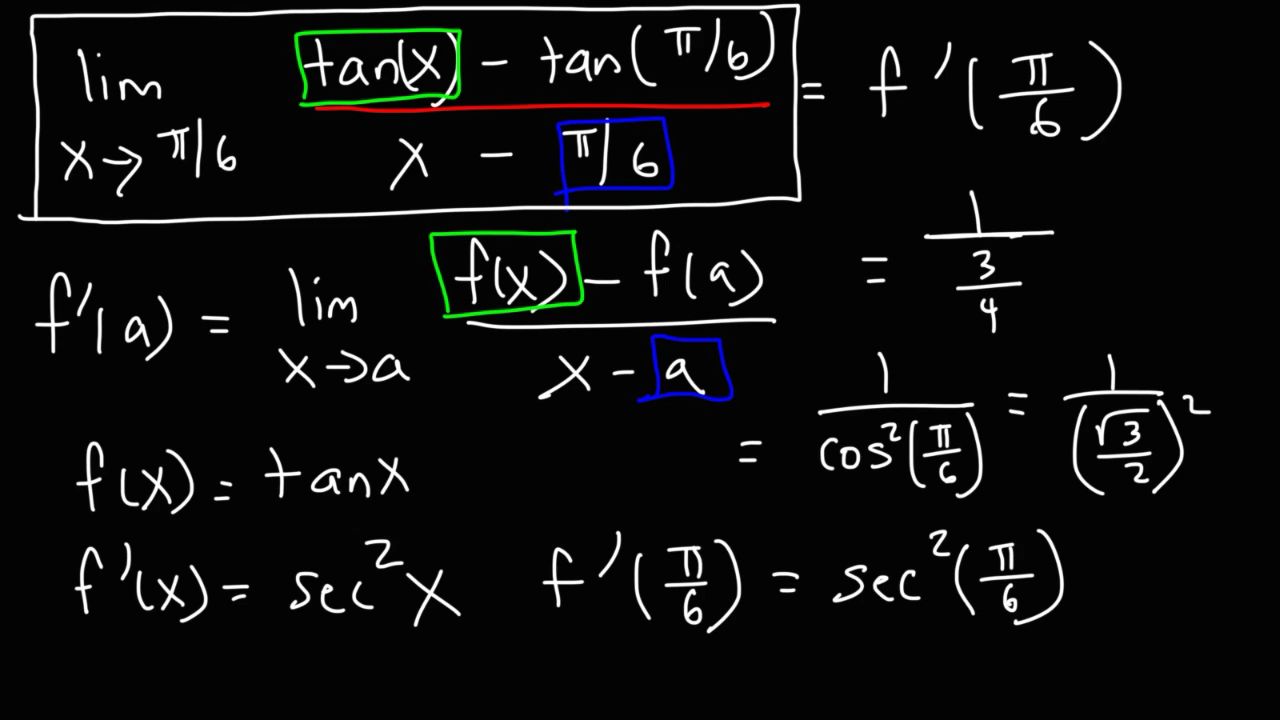 lim x→π/6 (tan(x) - tan(π/6))/(x - π/6) = f'(π/6)
f'(a) = lim x→a (f(x) - f(a))/(x - a)
= 1/(3/4)
= 1/cos²(π/6) = 1/(√3/2)²
f(x) = tanx
f'(x) = sec²x f'(π/6) = sec²(π/6)